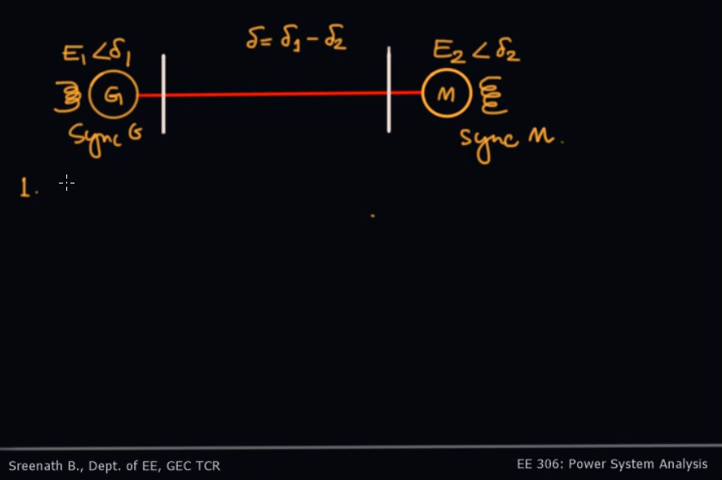 δ = δ1 - δ2
E1 < δ1
E2 < δ2
G
M
Sync G
Sync M.
1.
Sreenath B., Dept. of EE, GEC TCR
EE 306: Power System Analysis